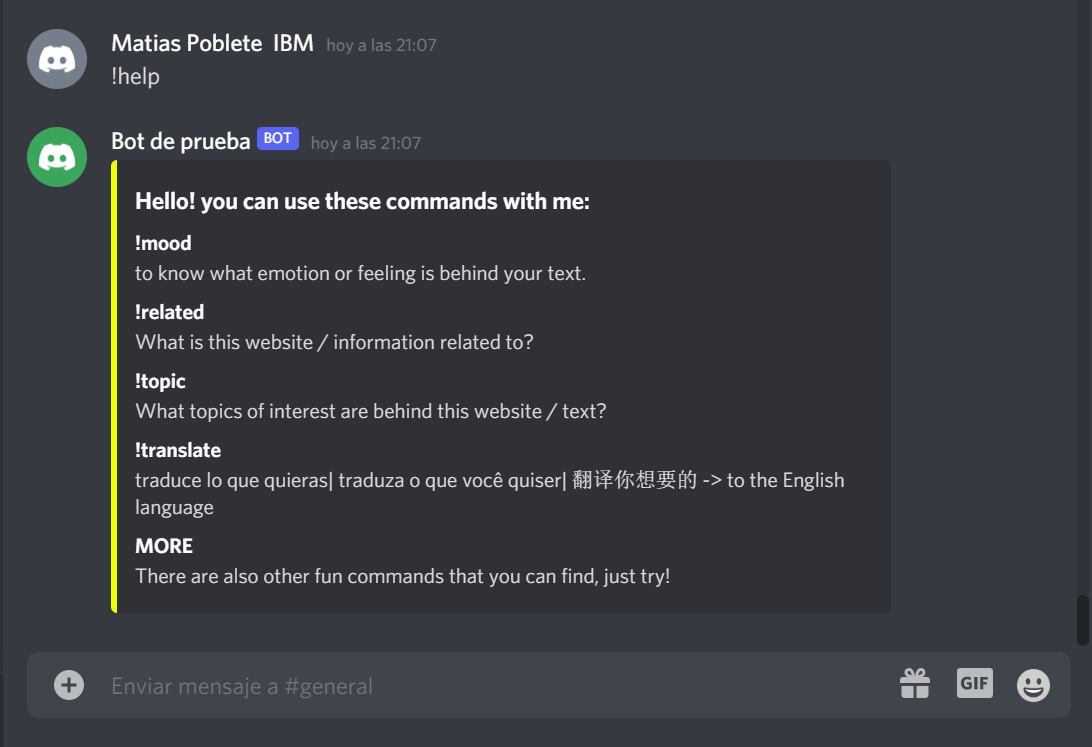 Matias Poblete IBM hoy a las 21:07
!help
Bot de prueba BOT hoy a las 21:07
Hello! you can use these commands with me:
!mood
to know what emotion or feeling is behind your text.
!related
What is this website / information related to?
!topic
What topics of interest are behind this website / text?
!translate
traduce lo que quieras| traduza o que você quiser| 翻译你想要的 -> to the English
language
MORE
There are also other fun commands that you can find, just try!
Enviar mensaje a #general GIF